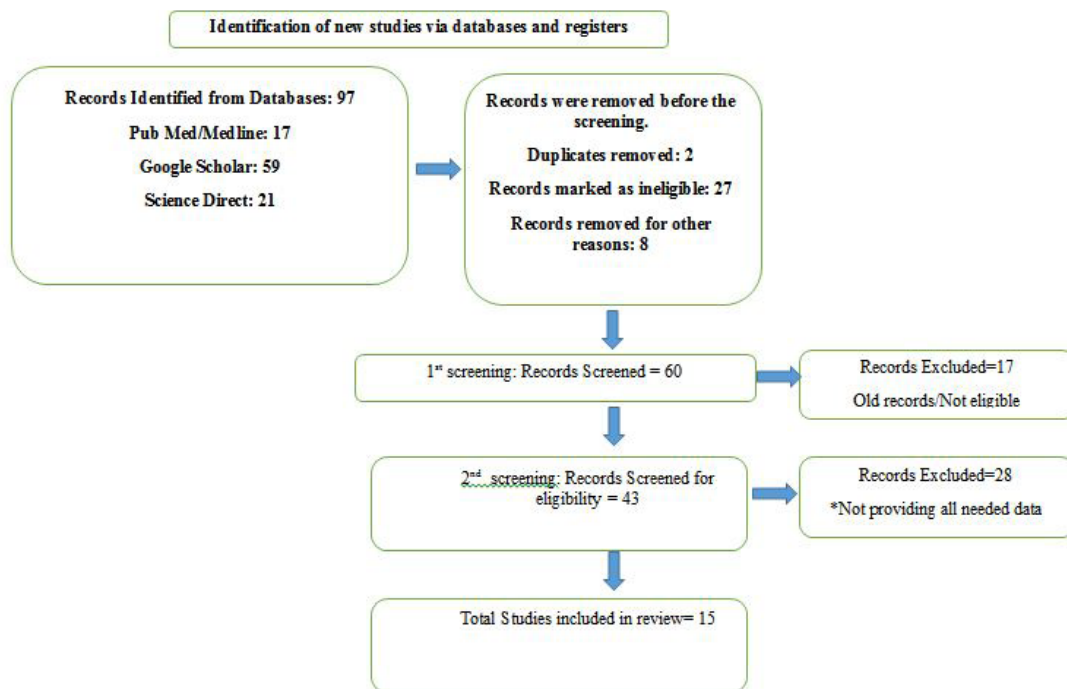 Identification of new studies via databases and registers
Records Identified from Databases: 97
Pub Med/Medline: 17
Google Scholar: 59
Science Direct: 21
Records were removed before the
screening.
Duplicates removed: 2
Records marked as ineligible: 27
Records removed for other
reasons: 8
1st screening: Records Screened = 60
Records Excluded=17
Old records/Not eligible
2nd screening: Records Screened for
eligibility = 43
Records Excluded=28
*Not providing all needed data
Total Studies included in review= 15